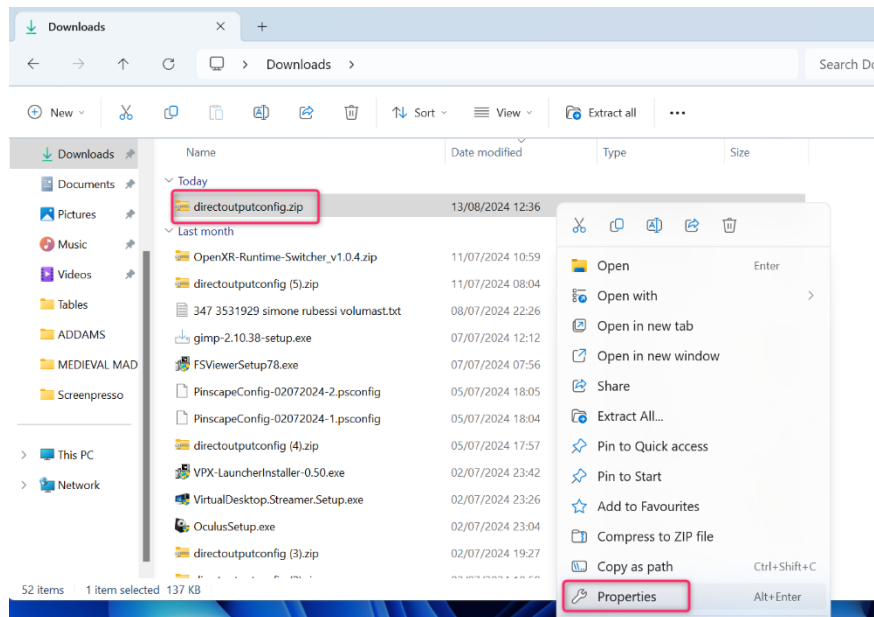 Downloads
Downloads
Search Do
New
Sort
View
Extract all
Downloads
Documents
Pictures
Music
Videos
Tables
ADDAMS
MEDIEVAL MAD
Screenpresso
This PC
Network
Name Date modified Type Size
Today
directoutputconfig.zip 13/08/2024 12:36
Last month
OpenXR-Runtime-Switcher_v1.0.4.zip 11/07/2024 10:59
directoutputconfig (5).zip 11/07/2024 08:04
347 3531929 simone rubessi volumast.txt 08/07/2024 22:26
gimp-2.10.38-setup.exe 07/07/2024 12:12
FSViewerSetup78.exe 07/07/2024 07:56
PinscapeConfig-02072024-2.psconfig 05/07/2024 18:05
PinscapeConfig-02072024-1.psconfig 05/07/2024 18:04
directoutputconfig (4).zip 05/07/2024 17:57
VPX-LauncherInstaller-0.50.exe 02/07/2024 23:42
VirtualDesktop.Streamer.Setup.exe 02/07/2024 23:26
OculusSetup.exe 02/07/2024 23:04
directoutputconfig (3).zip 02/07/2024 19:27
Open Enter
Open with
Open in new tab
Open in new window
Share
Extract All...
Pin to Quick access
Pin to Start
Add to Favourites
Compress to ZIP file
Copy as path Ctrl+Shift+C
Properties Alt+Enter
52 items 1 item selected 137 KB